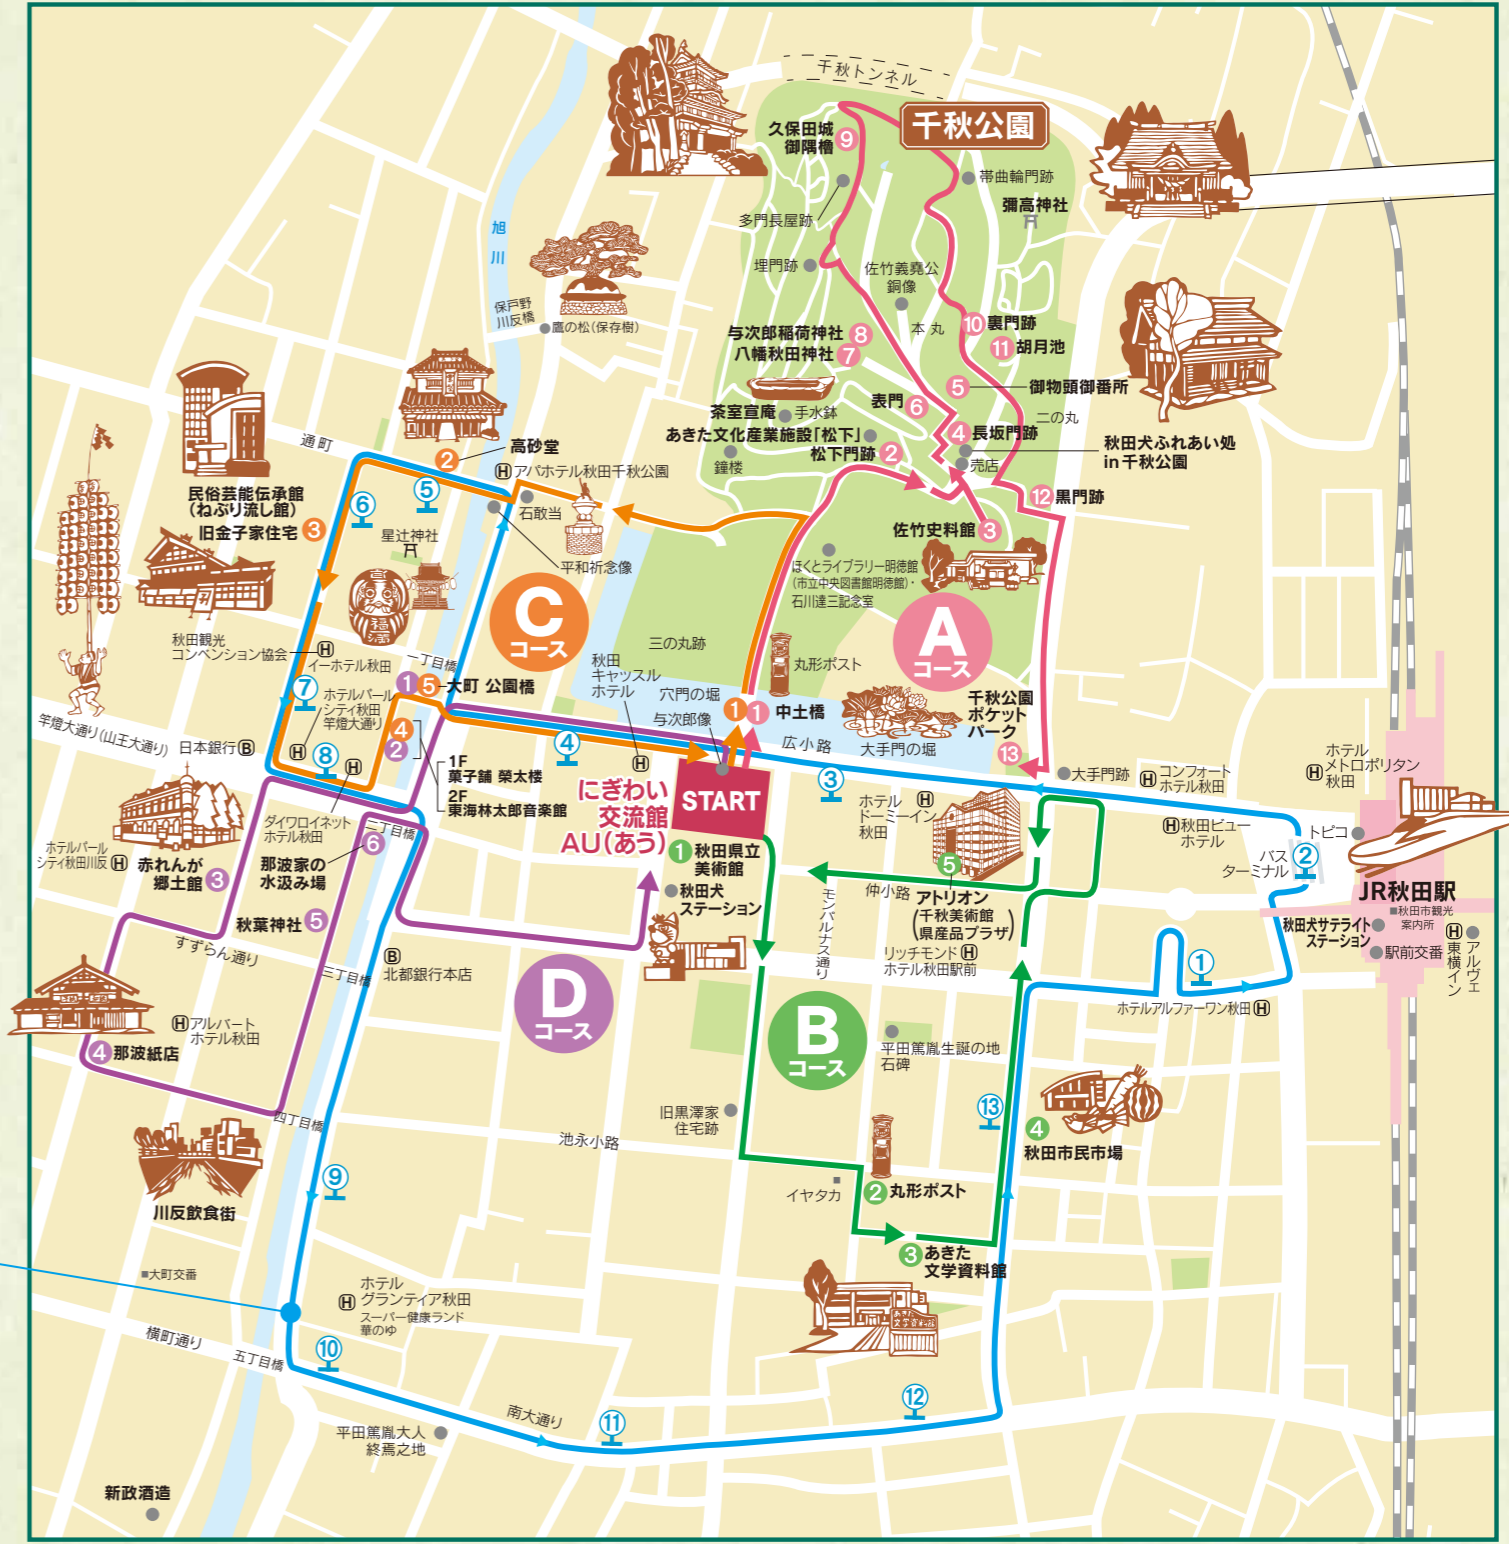 千秋トンネル
千秋公園
久保田城
御隅櫓
⑨
帯曲輪門跡
彌高神社
多門長屋跡
埋門跡
佐竹義堯公
銅像
本丸
旭川
保戸野
川反橋
鷹の松(保存樹)
与次郎稲荷神社 ⑧
八幡秋田神社 ⑦
⑩ 裏門跡
⑪ 胡月池
⑤ 御物頭御番所
二の丸
表門 ⑥
茶室宣庵
手水鉢
あきた文化産業施設「松下」
松下門跡 ②
鐘楼
④ 長坂門跡
売店
秋田犬ふれあい処
in 千秋公園
⑫ 黒門跡
佐竹史料館 ③
通町
② 高砂堂
Ⓗ アパホテル秋田千秋公園
石敢当
平和祈念像
⑤
⑥
民俗芸能伝承館
(ねぶり流し館)
旧金子家住宅 ③
星辻神社
ほくとライブラリー明徳館
(市立中央図書館明徳館)・
石川達三記念室
C
コース
A
コース
三の丸跡
丸形ポスト
秋田観光
コンベンション協会
Ⓗ
イーホテル秋田
一丁目橋
① ⑤ 大町 公園橋
秋田
キャッスル
ホテル
Ⓗ
穴門の堀
与次郎像
① ① 中土橋
大手門の堀
千秋公園
ポケット
パーク
⑬
⑦
ホテルパール
シティ秋田
竿燈大通り
Ⓗ
竿燈大通り(山王大通り)
日本銀行 Ⓑ
⑧
④
②
1F
菓子舗 榮太楼
2F
東海林太郎音楽館
④
広小路
③
大手門跡
Ⓗ コンフォート
ホテル秋田
ホテル
メトロポリタン
秋田
Ⓗ
にぎわい
交流館
AU(あう)
START
ホテル
ドーミーイン
秋田
Ⓗ
Ⓗ 秋田ビュー
ホテル
トピコ
バス
ターミナル
②
Ⓗ
ダイワロイネット
ホテル秋田
二丁目橋
ホテルパール
シティ秋田川反 Ⓗ
赤れんが
郷土館 ③
那波家の
水汲み場
⑥
① 秋田県立
美術館
秋田犬
ステーション
仲小路
⑤
アトリオン
(千秋美術館
県産品プラザ)
JR秋田駅
秋田市観光
案内所
秋田犬サテライト
ステーション
駅前交番
Ⓗ 東横イン
アルヴェ
秋葉神社 ⑤
すずらん通り
三丁目橋
Ⓑ
北都銀行本店
モンパルナス通り
リッチモンド Ⓗ
ホテル秋田駅前
①
ホテルアルファーワン秋田 Ⓗ
D
コース
B
コース
Ⓗ アルバート
ホテル秋田
④ 那波紙店
平田篤胤生誕の地
石碑
四丁目橋
旧黒澤家
住宅跡
池永小路
⑬
④
秋田市民市場
川反飲食街
⑨
イヤタカ
② 丸形ポスト
③ あきた
文学資料館
大町交番
ホテル
Ⓗ グランティア秋田
スーパー健康ランド
華のゆ
横町通り
五丁目橋
⑩
南大通り
⑪
⑫
平田篤胤大人
終焉之地
新政酒造